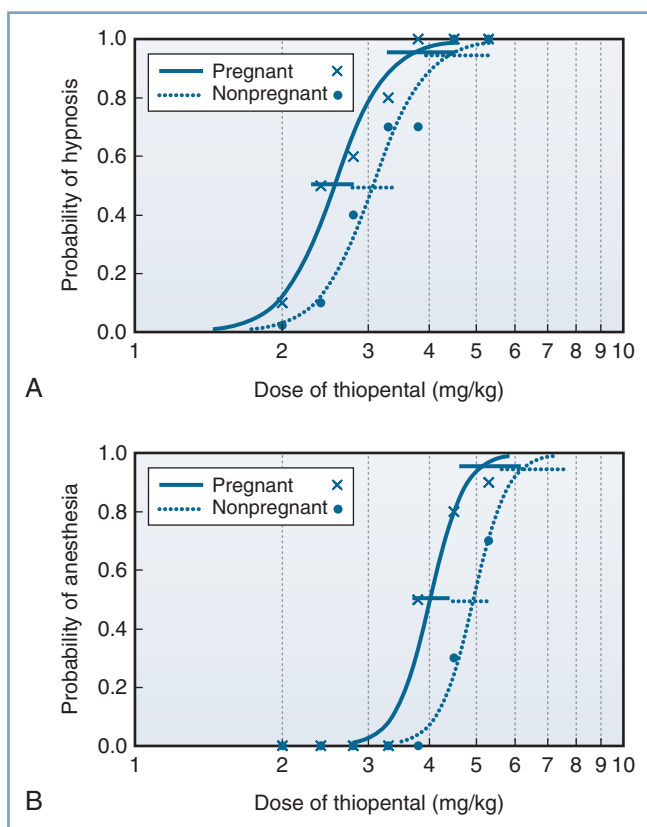 1.0
0.8
0.6
0.4
0.2
0.0
Probability of hypnosis
Pregnant
Nonpregnant
1 2 3 4 5 6 7 8 9 10
A
Dose of thiopental (mg/kg)
1.0
0.8
0.6
0.4
0.2
0.0
Probability of anesthesia
Pregnant
Nonpregnant
1 2 3 4 5 6 7 8 9 10
B
Dose of thiopental (mg/kg)